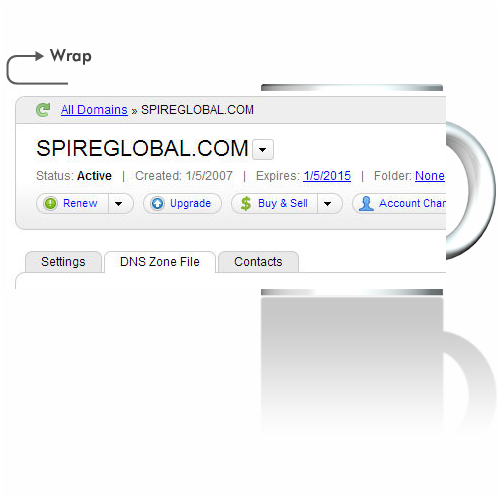 Wrap
All Domains » SPIREGLOBAL.COM
SPIREGLOBAL.COM
Status: Active | Created: 1/5/2007 | Expires: 1/5/2015 | Folder: None
Renew Upgrade Buy & Sell Account Char
Settings DNS Zone File Contacts